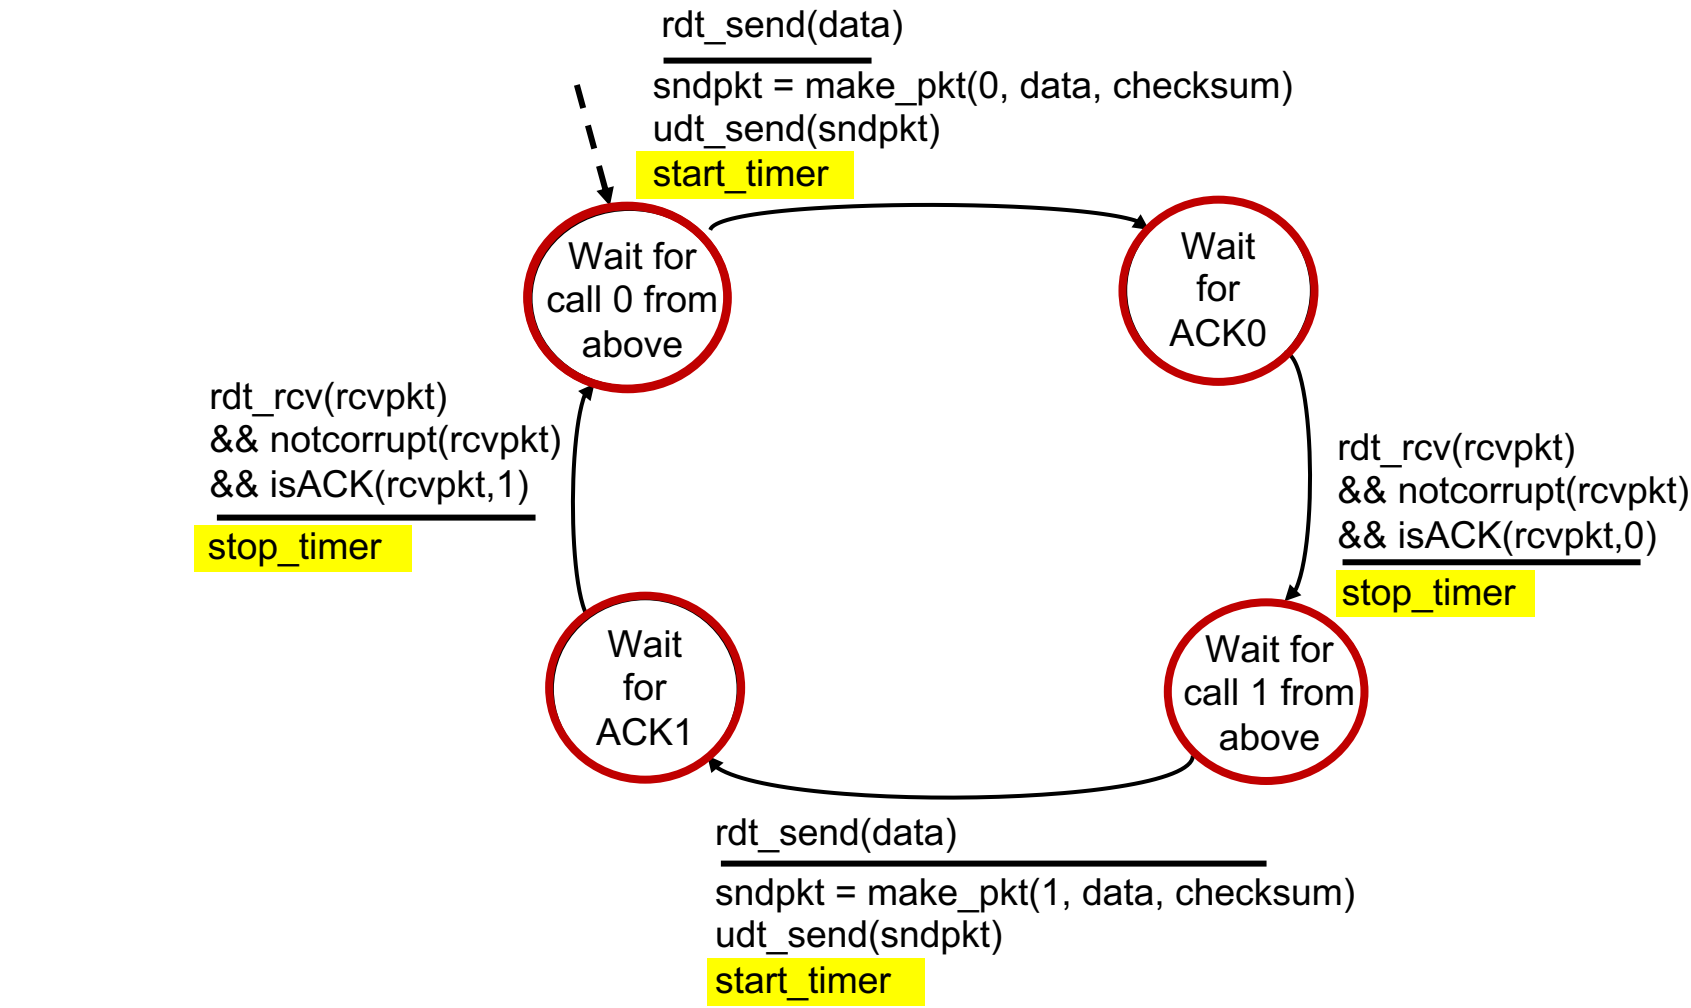 rdt_send(data)
sndpkt = make_pkt(0, data, checksum)
udt_send(sndpkt)
start_timer
Wait for
call 0 from
above
Wait
for
ACK0
rdt_rcv(rcvpkt)
&& notcorrupt(rcvpkt)
&& isACK(rcvpkt,1)
stop_timer
rdt_rcv(rcvpkt)
&& notcorrupt(rcvpkt)
&& isACK(rcvpkt,0)
stop_timer
Wait
for
ACK1
Wait for
call 1 from
above
rdt_send(data)
sndpkt = make_pkt(1, data, checksum)
udt_send(sndpkt)
start_timer